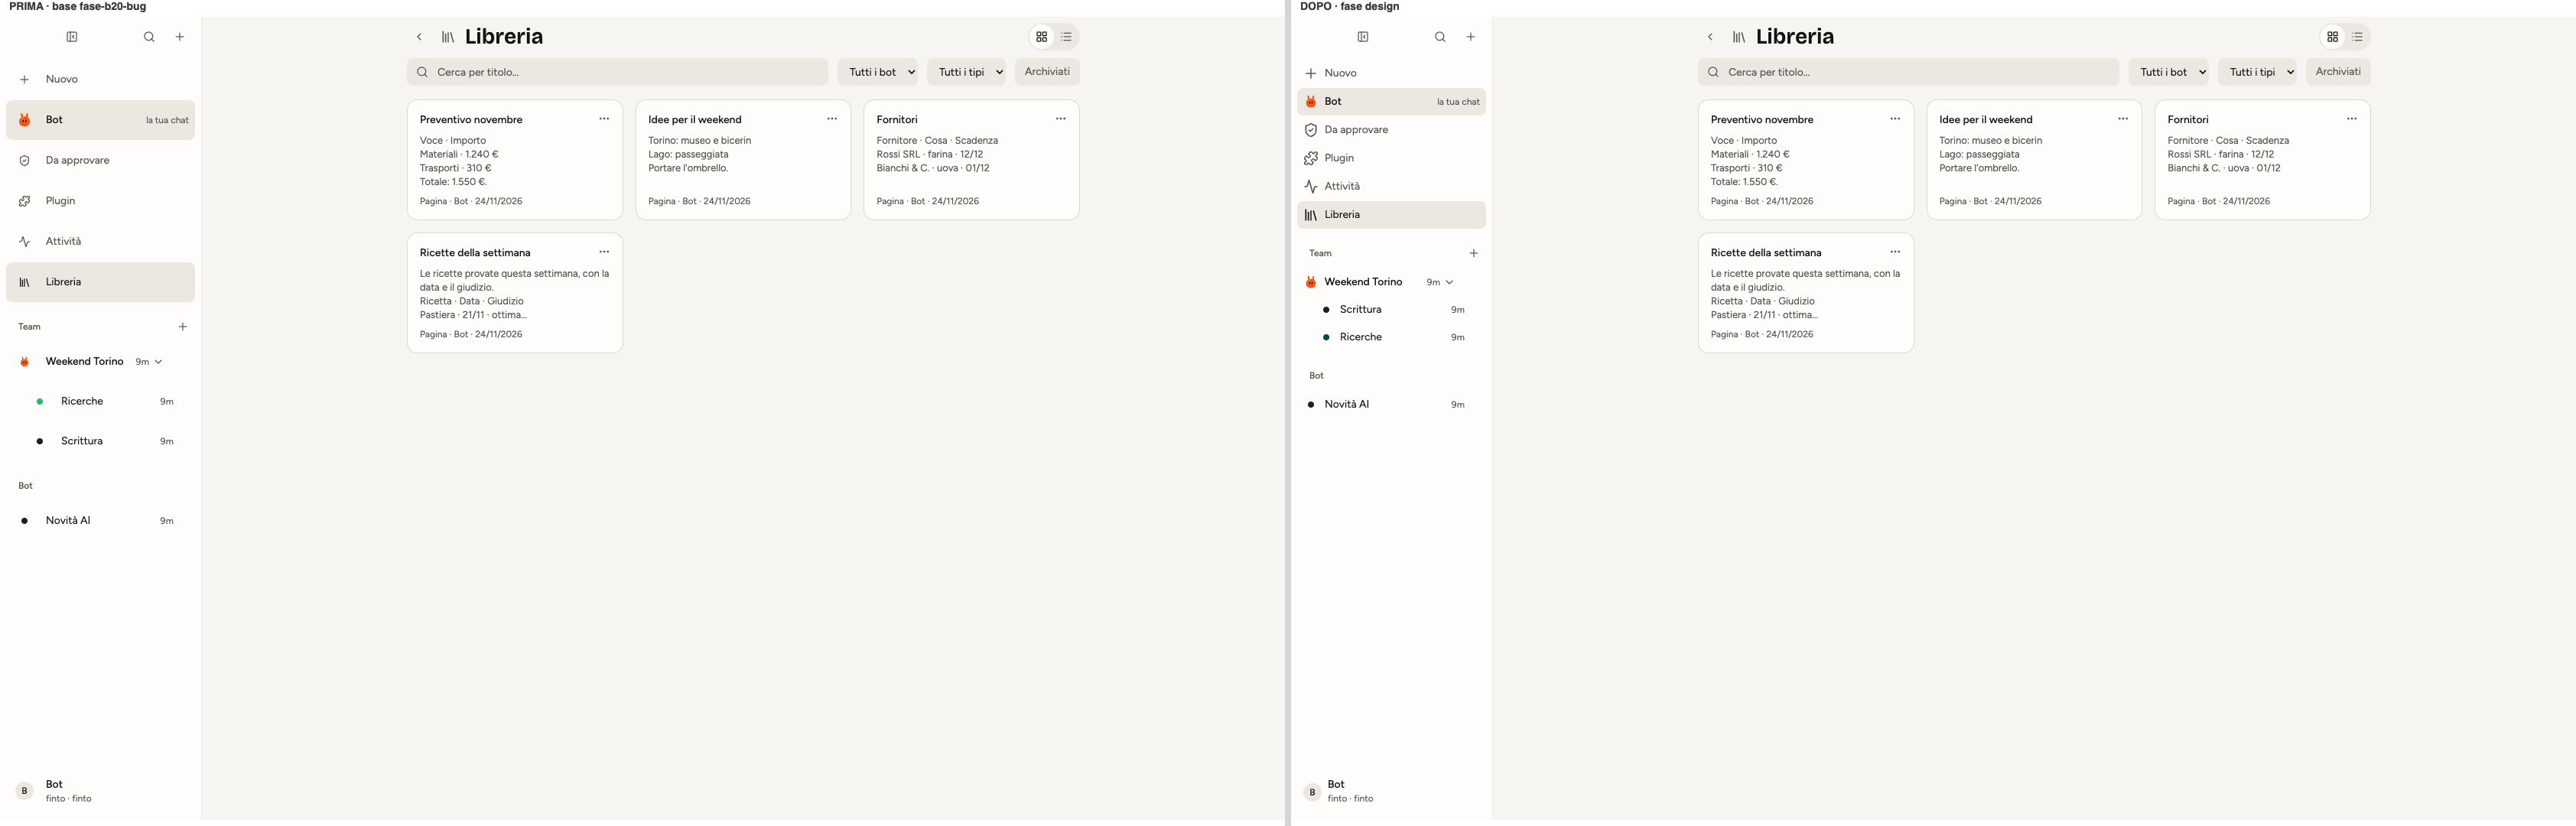 PRIMA · base fase-b20-bug
Nuovo
Bot la tua chat
Da approvare
Plugin
Attività
Libreria
Team
Weekend Torino 9m
Ricerche 9m
Scrittura 9m
Bot
Novità AI 9m
B
Bot
finto · finto
Libreria
Cerca per titolo...
Tutti i bot
Tutti i tipi
Archiviati
Preventivo novembre
Voce · Importo
Materiali · 1.240 €
Trasporti · 310 €
Totale: 1.550 €.
Pagina · Bot · 24/11/2026
Idee per il weekend
Torino: museo e bicerin
Lago: passeggiata
Portare l'ombrello.
Pagina · Bot · 24/11/2026
Fornitori
Fornitore · Cosa · Scadenza
Rossi SRL · farina · 12/12
Bianchi & C. · uova · 01/12
Pagina · Bot · 24/11/2026
Ricette della settimana
Le ricette provate questa settimana, con la
data e il giudizio.
Ricetta · Data · Giudizio
Pastiera · 21/11 · ottima...
Pagina · Bot · 24/11/2026
DOPO · fase design
Nuovo
Bot la tua chat
Da approvare
Plugin
Attività
Libreria
Team
Weekend Torino 9m
Scrittura 9m
Ricerche 9m
Bot
Novità AI 9m
B
Bot
finto · finto
Libreria
Cerca per titolo...
Tutti i bot
Tutti i tipi
Archiviati
Preventivo novembre
Voce · Importo
Materiali · 1.240 €
Trasporti · 310 €
Totale: 1.550 €.
Pagina · Bot · 24/11/2026
Idee per il weekend
Torino: museo e bicerin
Lago: passeggiata
Portare l'ombrello.
Pagina · Bot · 24/11/2026
Fornitori
Fornitore · Cosa · Scadenza
Rossi SRL · farina · 12/12
Bianchi & C. · uova · 01/12
Pagina · Bot · 24/11/2026
Ricette della settimana
Le ricette provate questa settimana, con la
data e il giudizio.
Ricetta · Data · Giudizio
Pastiera · 21/11 · ottima...
Pagina · Bot · 24/11/2026